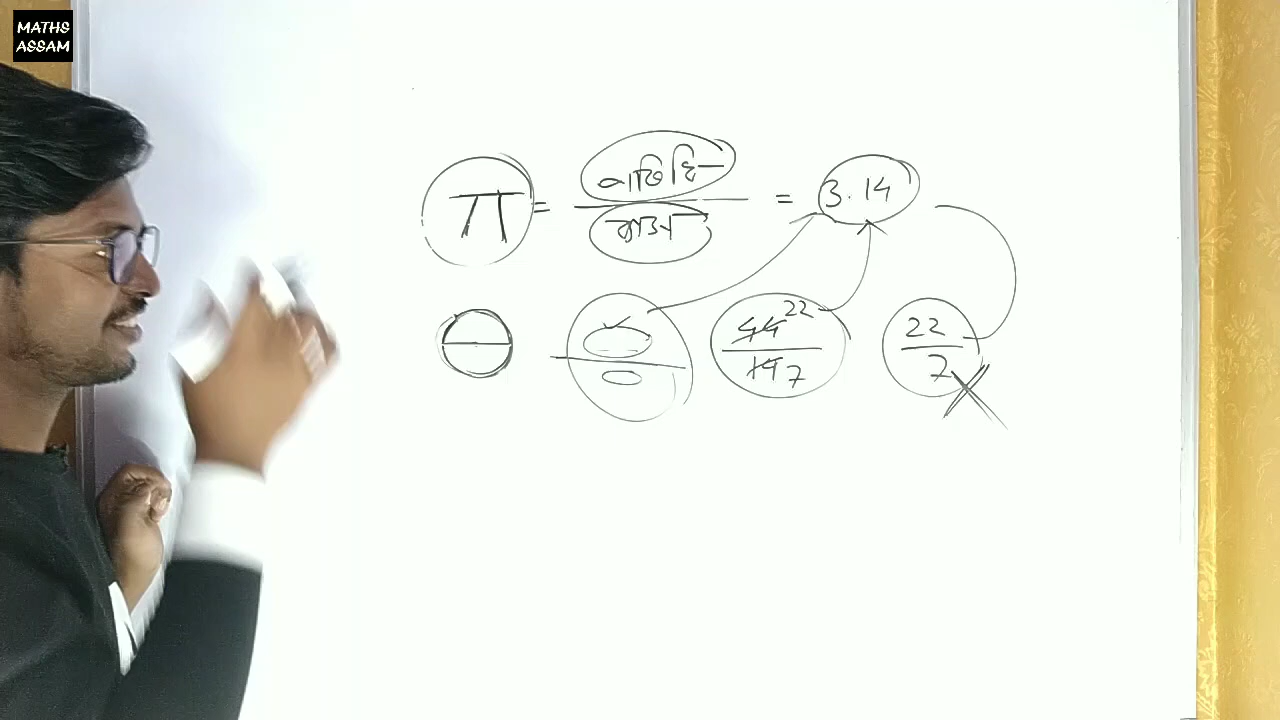 MATHS
ASSAM
π = পৰিধি / ব্যাস = 3.14
44 22 / 14 7
22 / 7